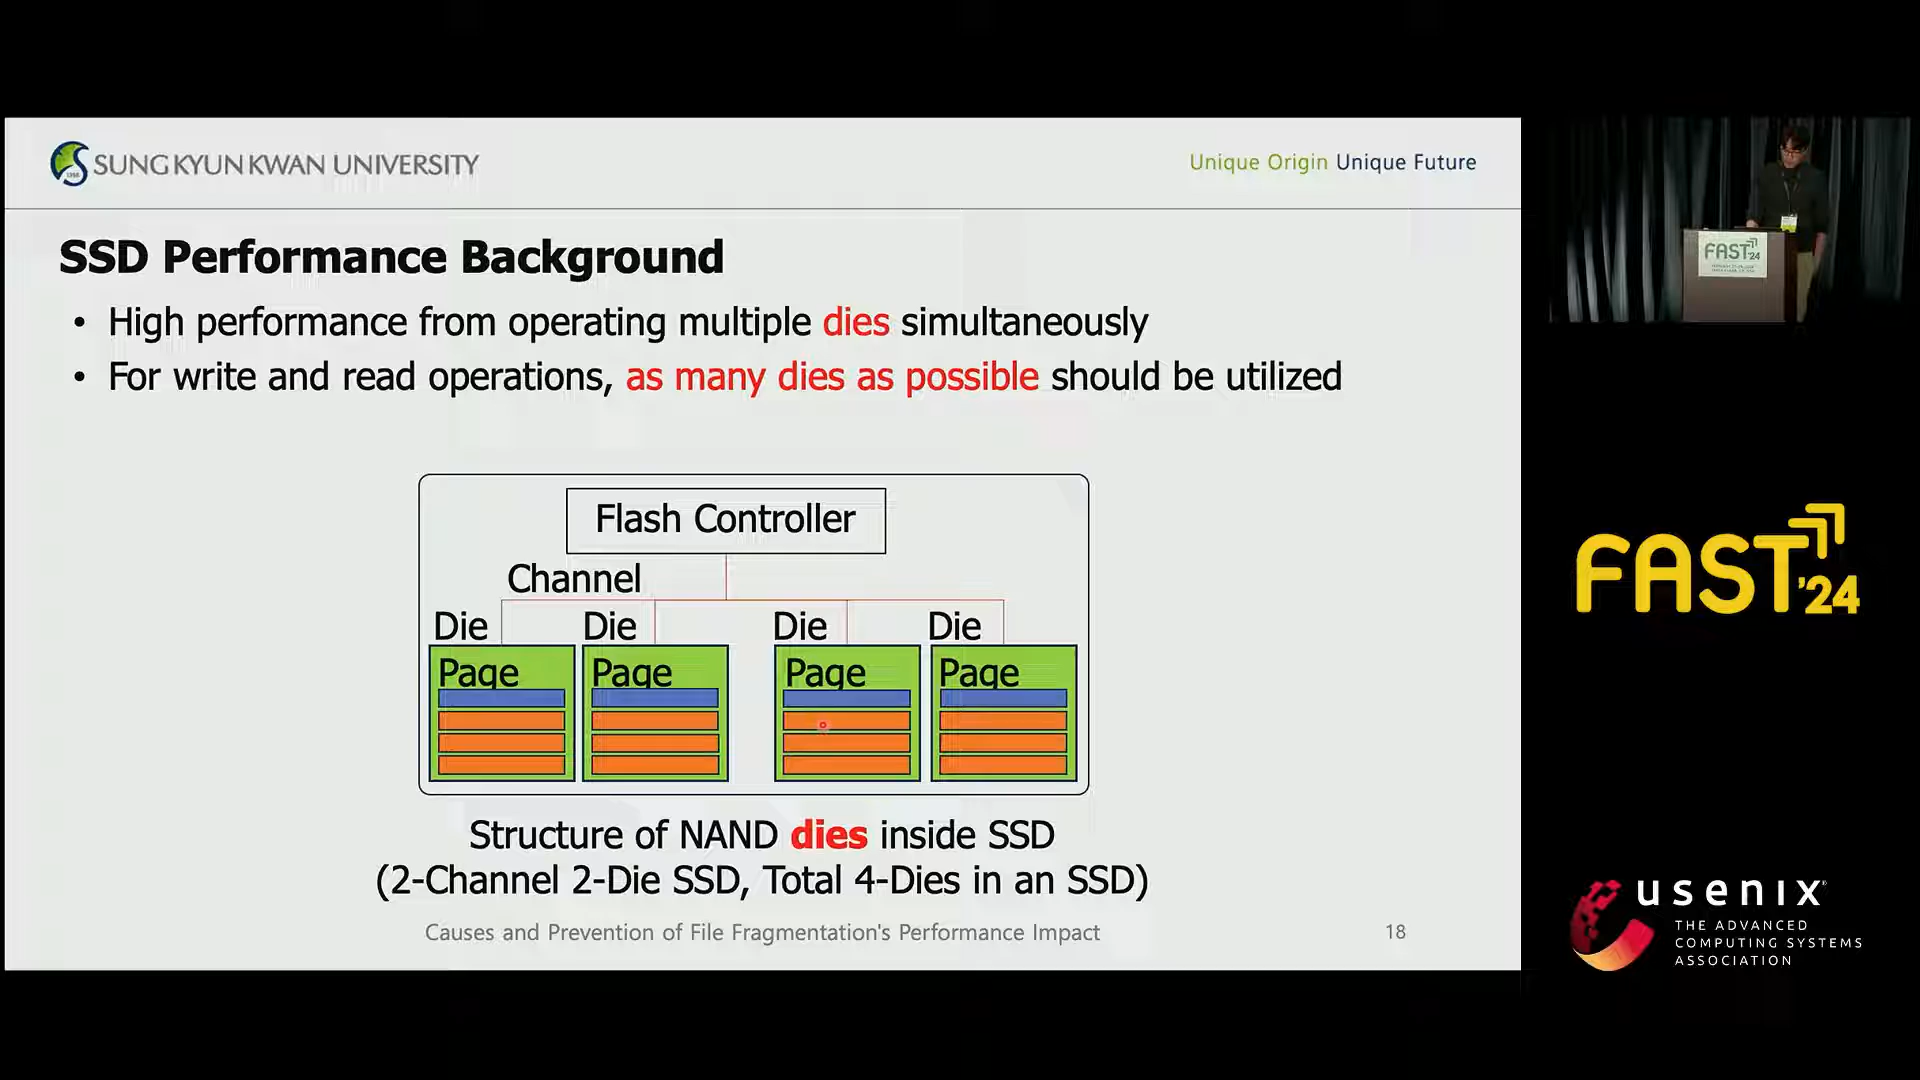 SUNG KYUN KWAN UNIVERSITY
Unique Origin Unique Future
SSD Performance Background
• High performance from operating multiple dies simultaneously
• For write and read operations, as many dies as possible should be utilized
Flash Controller
Channel
Die Die Die Die
Page Page Page Page
Structure of NAND dies inside SSD
(2-Channel 2-Die SSD, Total 4-Dies in an SSD)
Causes and Prevention of File Fragmentation's Performance Impact
18
FAST'24
FAST'24
usenix®
THE ADVANCED
COMPUTING SYSTEMS
ASSOCIATION